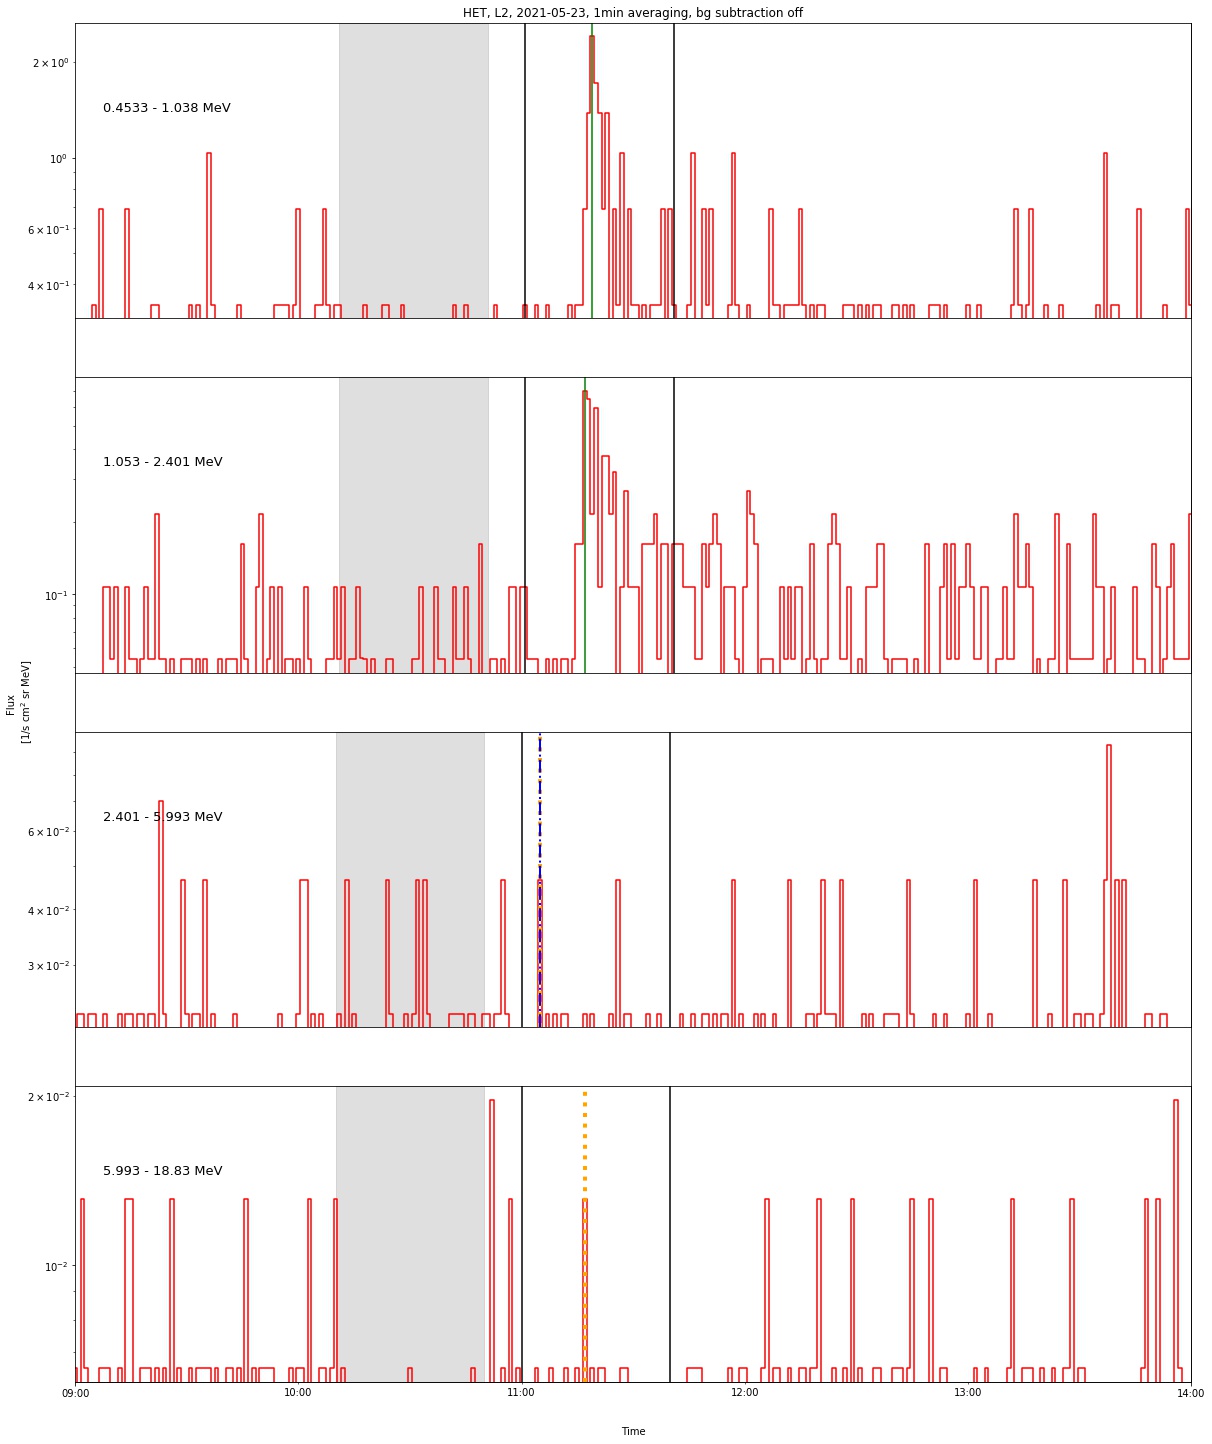 HET, L2, 2021-05-23, 1min averaging, bg subtraction off
2 × 10⁰
0.4533 - 1.038 MeV
10⁰
6 × 10⁻¹
4 × 10⁻¹
1.053 - 2.401 MeV
10⁻¹
Flux
[1/s cm² sr MeV]
2.401 - 5.993 MeV
6 × 10⁻²
4 × 10⁻²
3 × 10⁻²
2 × 10⁻²
5.993 - 18.83 MeV
10⁻²
09:00 10:00 11:00 12:00 13:00 14:00
Time